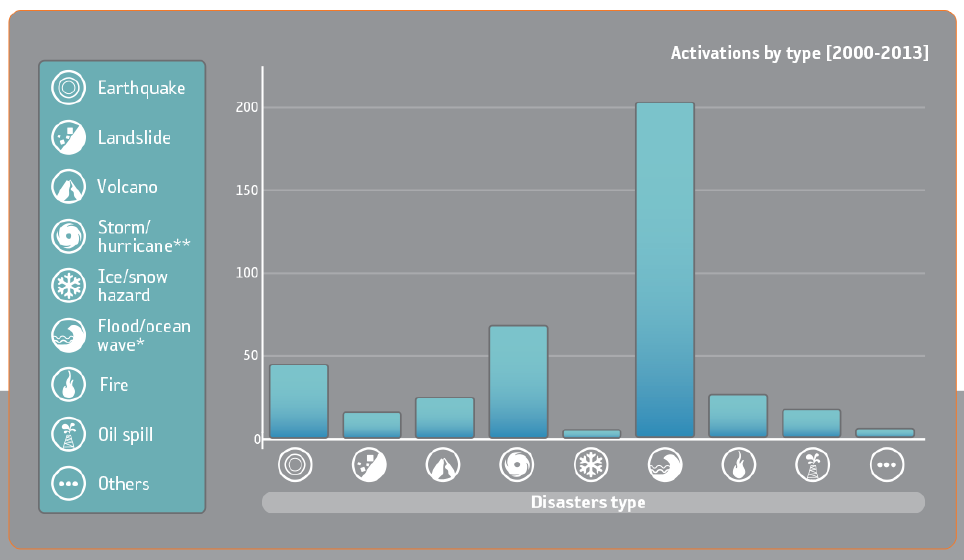 Activations by type [2000-2013]
Earthquake
Landslide
Volcano
Storm/
hurricane**
Ice/snow
hazard
Flood/ocean
wave*
Fire
Oil spill
Others
200
150
100
50
0
Disasters type